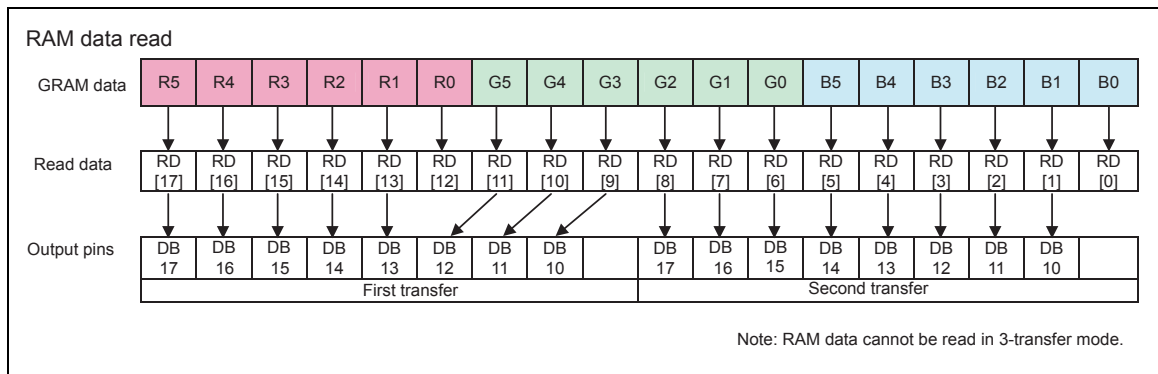 RAM data read
GRAM data R5 R4 R3 R2 R1 R0 G5 G4 G3 G2 G1 G0 B5 B4 B3 B2 B1 B0
Read data RD [17] RD [16] RD [15] RD [14] RD [13] RD [12] RD [11] RD [10] RD [9] RD [8] RD [7] RD [6] RD [5] RD [4] RD [3] RD [2] RD [1] RD [0]
Output pins DB 17 DB 16 DB 15 DB 14 DB 13 DB 12 DB 11 DB 10 DB 17 DB 16 DB 15 DB 14 DB 13 DB 12 DB 11 DB 10
First transfer Second transfer
Note: RAM data cannot be read in 3-transfer mode.